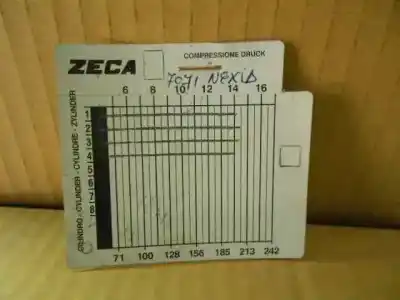 ZECA
COMPRESSIONE DRUCK
7071 NEXIA
6 8 10 12 14 16
CILINDRO - CYLINDER - CYLINDRE - ZYLINDER
1
2
3
4
5
6
7
8
71 100 128 156 185 213 242